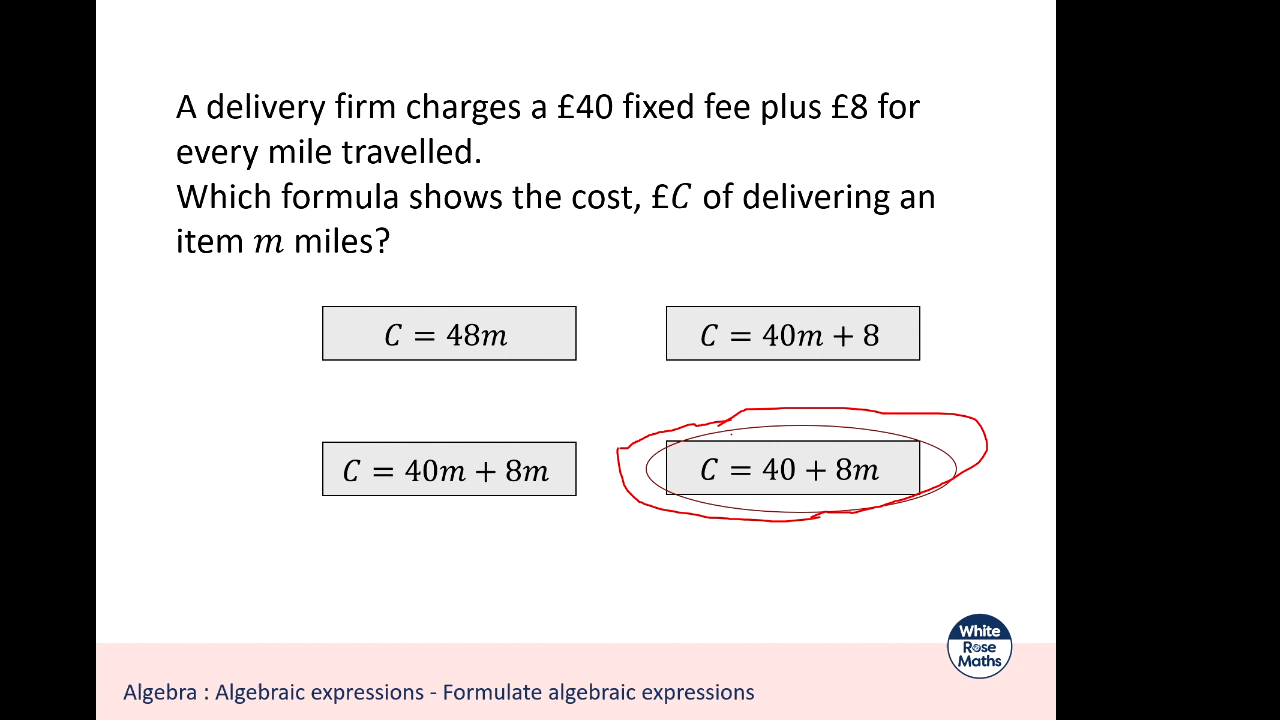 A delivery firm charges a £40 fixed fee plus £8 for
every mile travelled.
Which formula shows the cost, £C of delivering an
item m miles?
C = 48m
C = 40m + 8
C = 40m + 8m
C = 40 + 8m
White
Rose
Maths
Algebra : Algebraic expressions - Formulate algebraic expressions